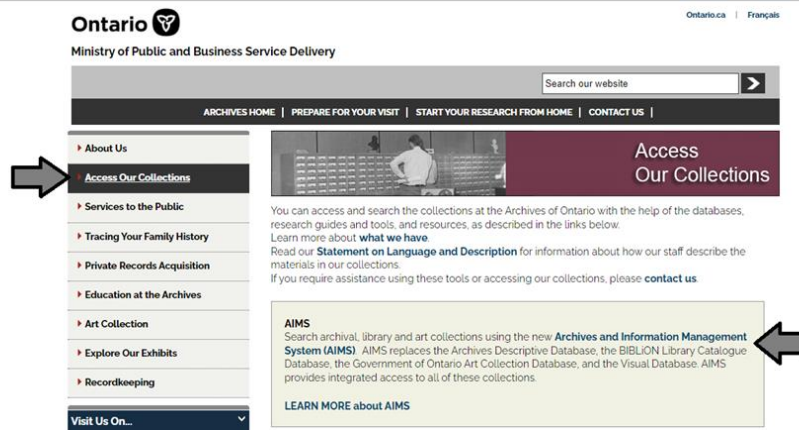 Ontario
Ontario.ca | Français
Ministry of Public and Business Service Delivery
Search our website
ARCHIVES HOME | PREPARE FOR YOUR VISIT | START YOUR RESEARCH FROM HOME | CONTACT US |
About Us
Access Our Collections
Services to the Public
Tracing Your Family History
Private Records Acquisition
Education at the Archives
Art Collection
Explore Our Exhibits
Recordkeeping
Visit Us On...
Access
Our Collections
You can access and search the collections at the Archives of Ontario with the help of the databases,
research guides and tools, and resources, as described in the links below.
Learn more about what we have.
Read our Statement on Language and Description for information about how our staff describe the
materials in our collections.
If you require assistance using these tools or accessing our collections, please contact us.
AIMS
Search archival, library and art collections using the new Archives and Information Management
System (AIMS). AIMS replaces the Archives Descriptive Database, the BIBLiON Library Catalogue
Database, the Government of Ontario Art Collection Database, and the Visual Database. AIMS
provides integrated access to all of these collections.
LEARN MORE about AIMS